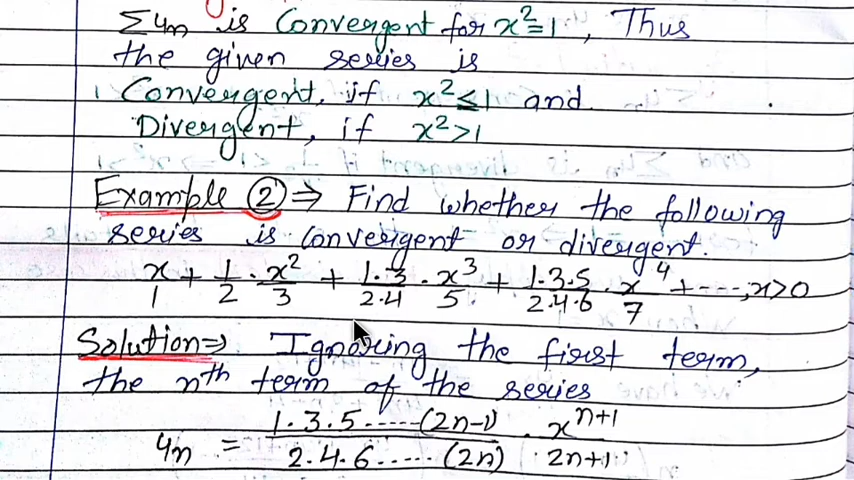 Σuₙ is Convergent for x²=1, Thus
the given series is
Convergent, if x²≤1 and
Divergent, if x²>1
Example ② ⇒ Find whether the following
series is convergent or divergent.
x/1 + 1/2 · x²/3 + 1·3/2·4 · x³/5 + 1·3·5/2·4·6 · x⁴/7 + ----, x>0
Solution ⇒ Ignoring the first term,
the nth term of the series
uₙ = 1·3·5.....(2n-1)/2·4·6.....(2n) · xⁿ⁺¹/2n+1